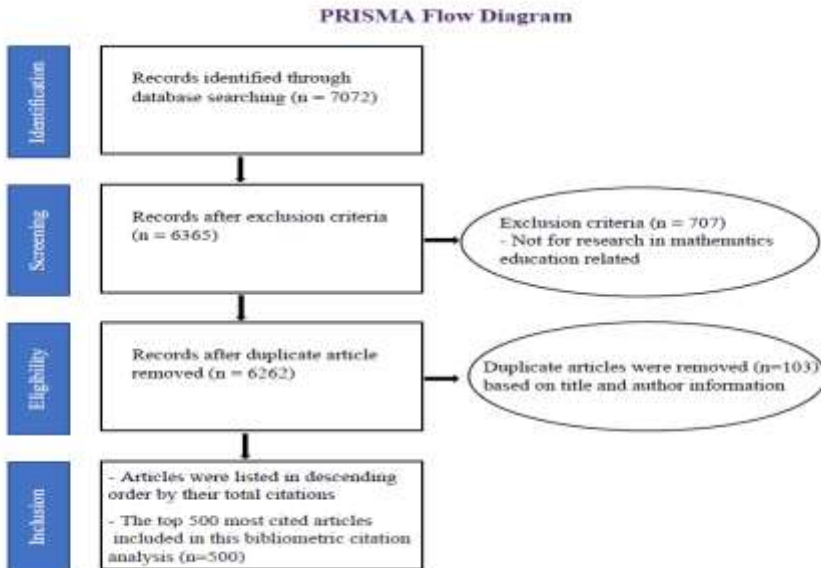 PRISMA Flow Diagram
Identification
Records identified through
database searching (n = 7072)
Screening
Records after exclusion criteria
(n = 6365)
Exclusion criteria (n = 707)
- Not for research in mathematics
education related
Eligibility
Records after duplicate article
removed (n = 6262)
Duplicate articles were removed (n=103)
based on title and author information
Inclusion
- Articles were listed in descending
order by their total citations
- The top 500 most cited articles
included in this bibliometric citation
analysis (n=500)